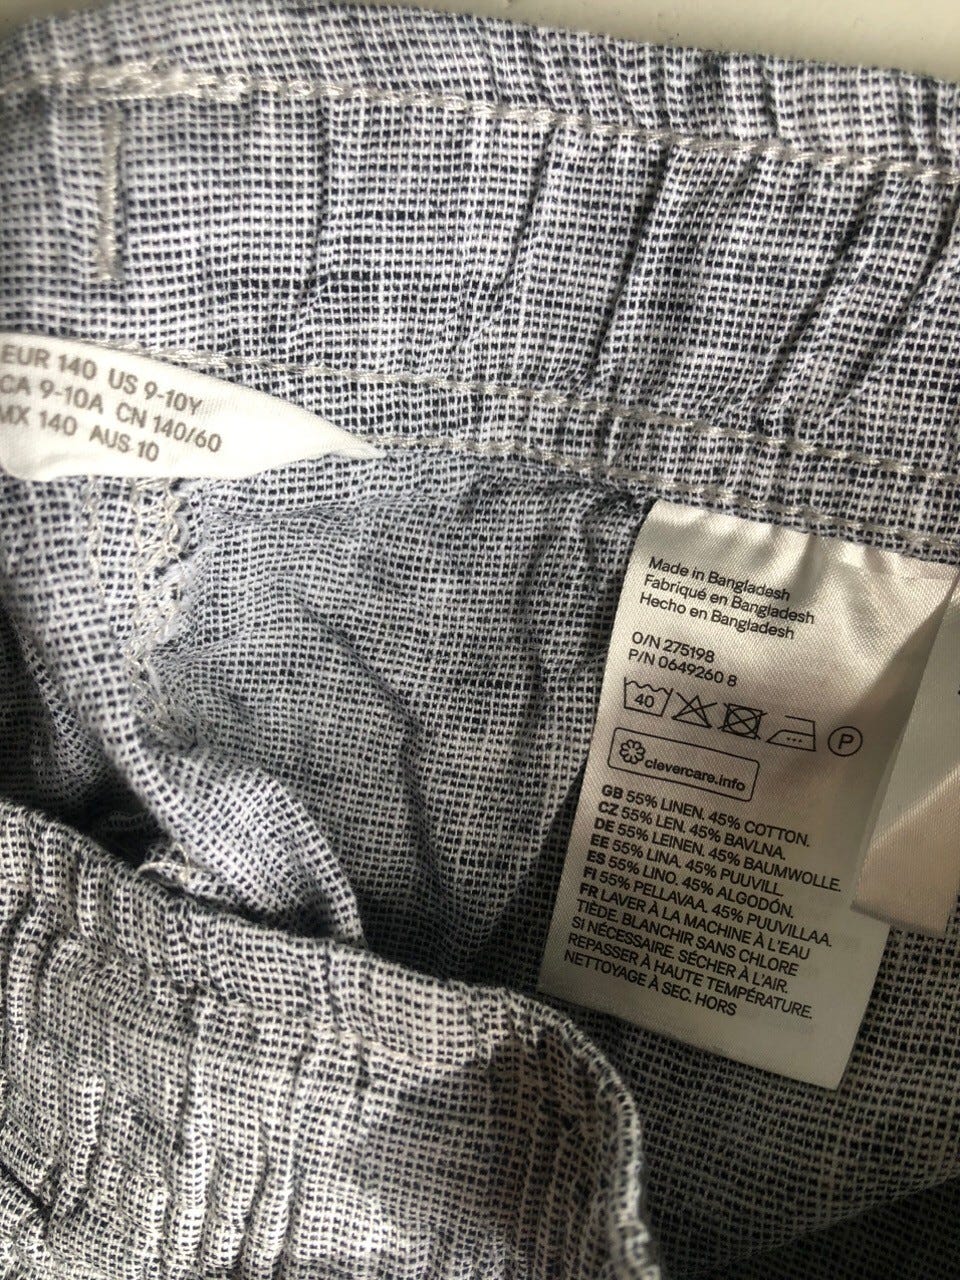 EUR 140 US 9-10Y
CA 9-10A CN 140/60
MX 140 AUS 10
Made in Bangladesh
Fabriqué en Bangladesh
Hecho en Bangladesh
O/N 275198
P/N 0649260 8
40
P
clevercare.info
GB 55% LINEN. 45% COTTON.
CZ 55% LEN. 45% BAVLNA.
DE 55% LEINEN. 45% BAUMWOLLE.
EE 55% LINA. 45% PUUVILL.
ES 55% LINO. 45% ALGODÓN.
FI 55% PELLAVAA. 45% PUUVILLAA.
FR LAVER À LA MACHINE À L'EAU
TIÈDE. BLANCHIR SANS CHLORE
SI NÉCESSAIRE. SÉCHER À L'AIR.
REPASSER À HAUTE TEMPÉRATURE.
NETTOYAGE À SEC. HORS